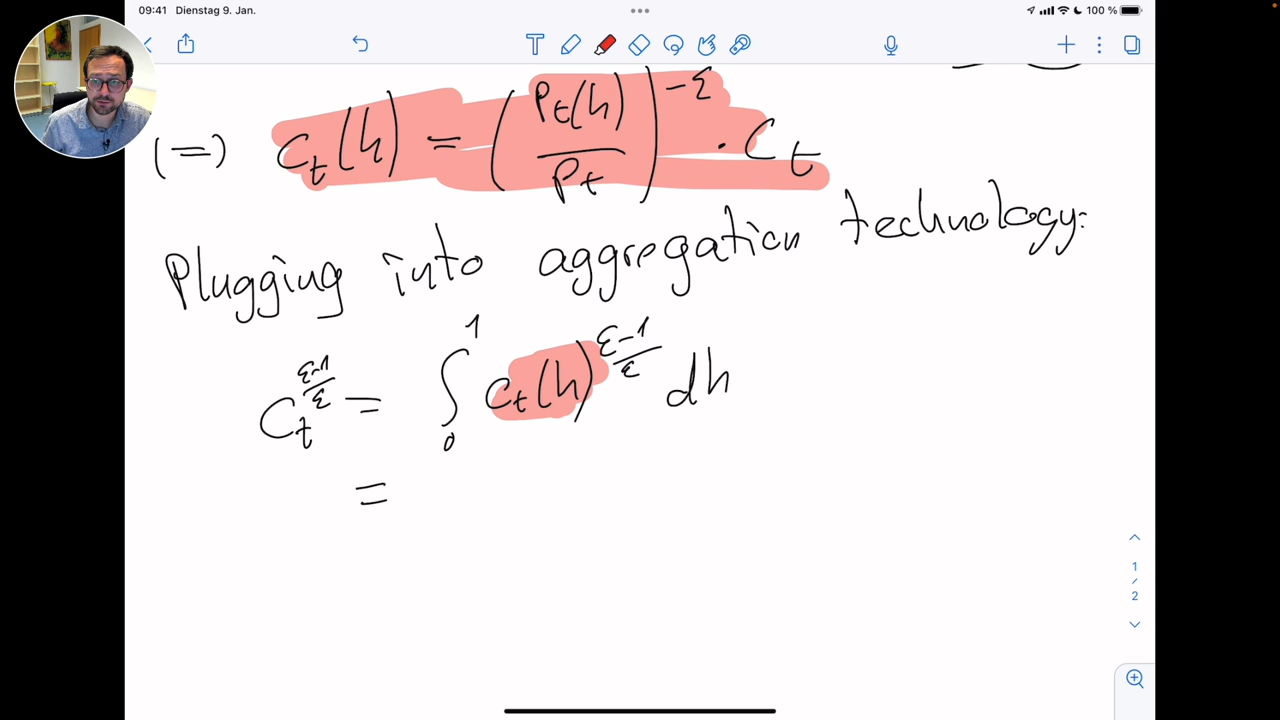 09:41 Dienstag 9. Jan. 100 %
(=) c_t(h) = (P_t(h) / P_t)^{-ε} · C_t
Plugging into aggregation technology:
C_t^{(ε-1)/ε} = ∫_0^1 c_t(h)^{(ε-1)/ε} dh
=
1
/
2